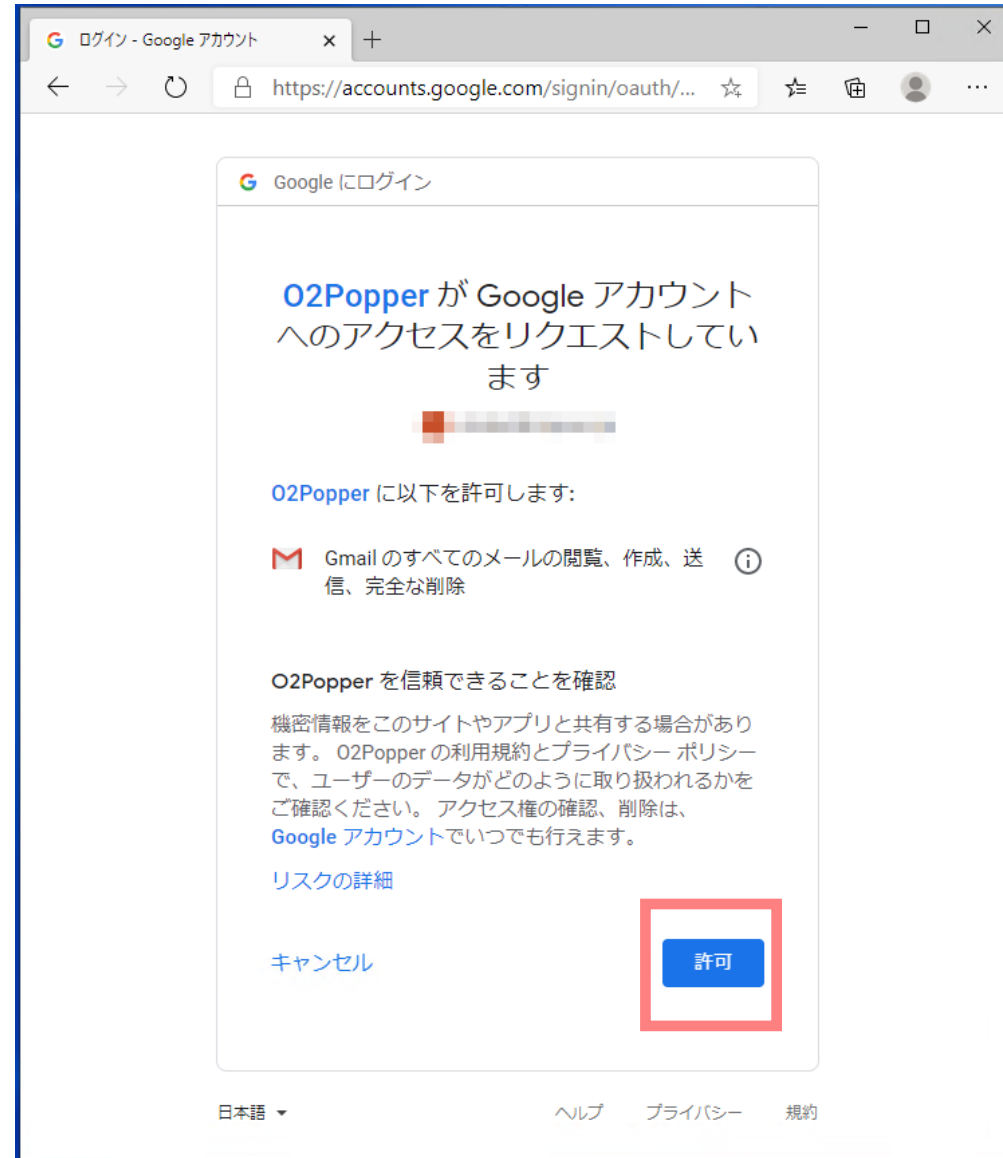 ログイン - Google アカウント
https://accounts.google.com/signin/oauth/...
Google にログイン
O2Popper が Google アカウント
へのアクセスをリクエストしてい
ます
O2Popper に以下を許可します:
Gmail のすべてのメールの閲覧、作成、送
信、完全な削除
O2Popper を信頼できることを確認
機密情報をこのサイトやアプリと共有する場合があり
ます。 O2Popper の利用規約とプライバシー ポリシー
で、ユーザーのデータがどのように取り扱われるかを
ご確認ください。 アクセス権の確認、削除は、
Google アカウントでいつでも行えます。
リスクの詳細
キャンセル 許可
日本語 ヘルプ プライバシー 規約